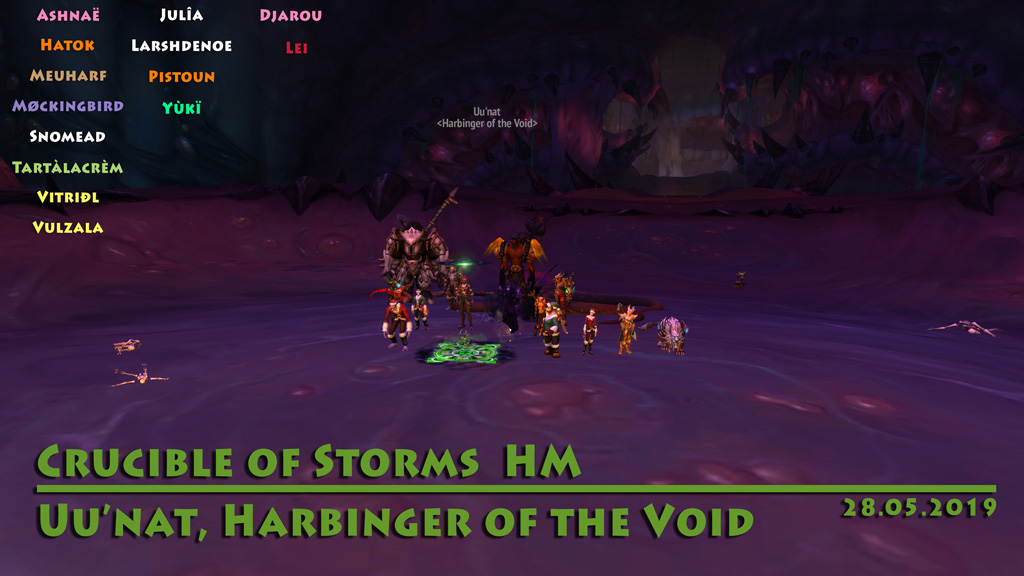 Ashnaë
Hatok
Meuharf
Møckingbird
Snomead
Tartàlacrèm
Vitriðl
Vulzala
Julîa
Larshdenoe
Pistoun
Yùkï
Djarou
Lei
Uu'nat
<Harbinger of the Void>
Crucible of Storms HM
Uu'nat, Harbinger of the Void
28.05.2019